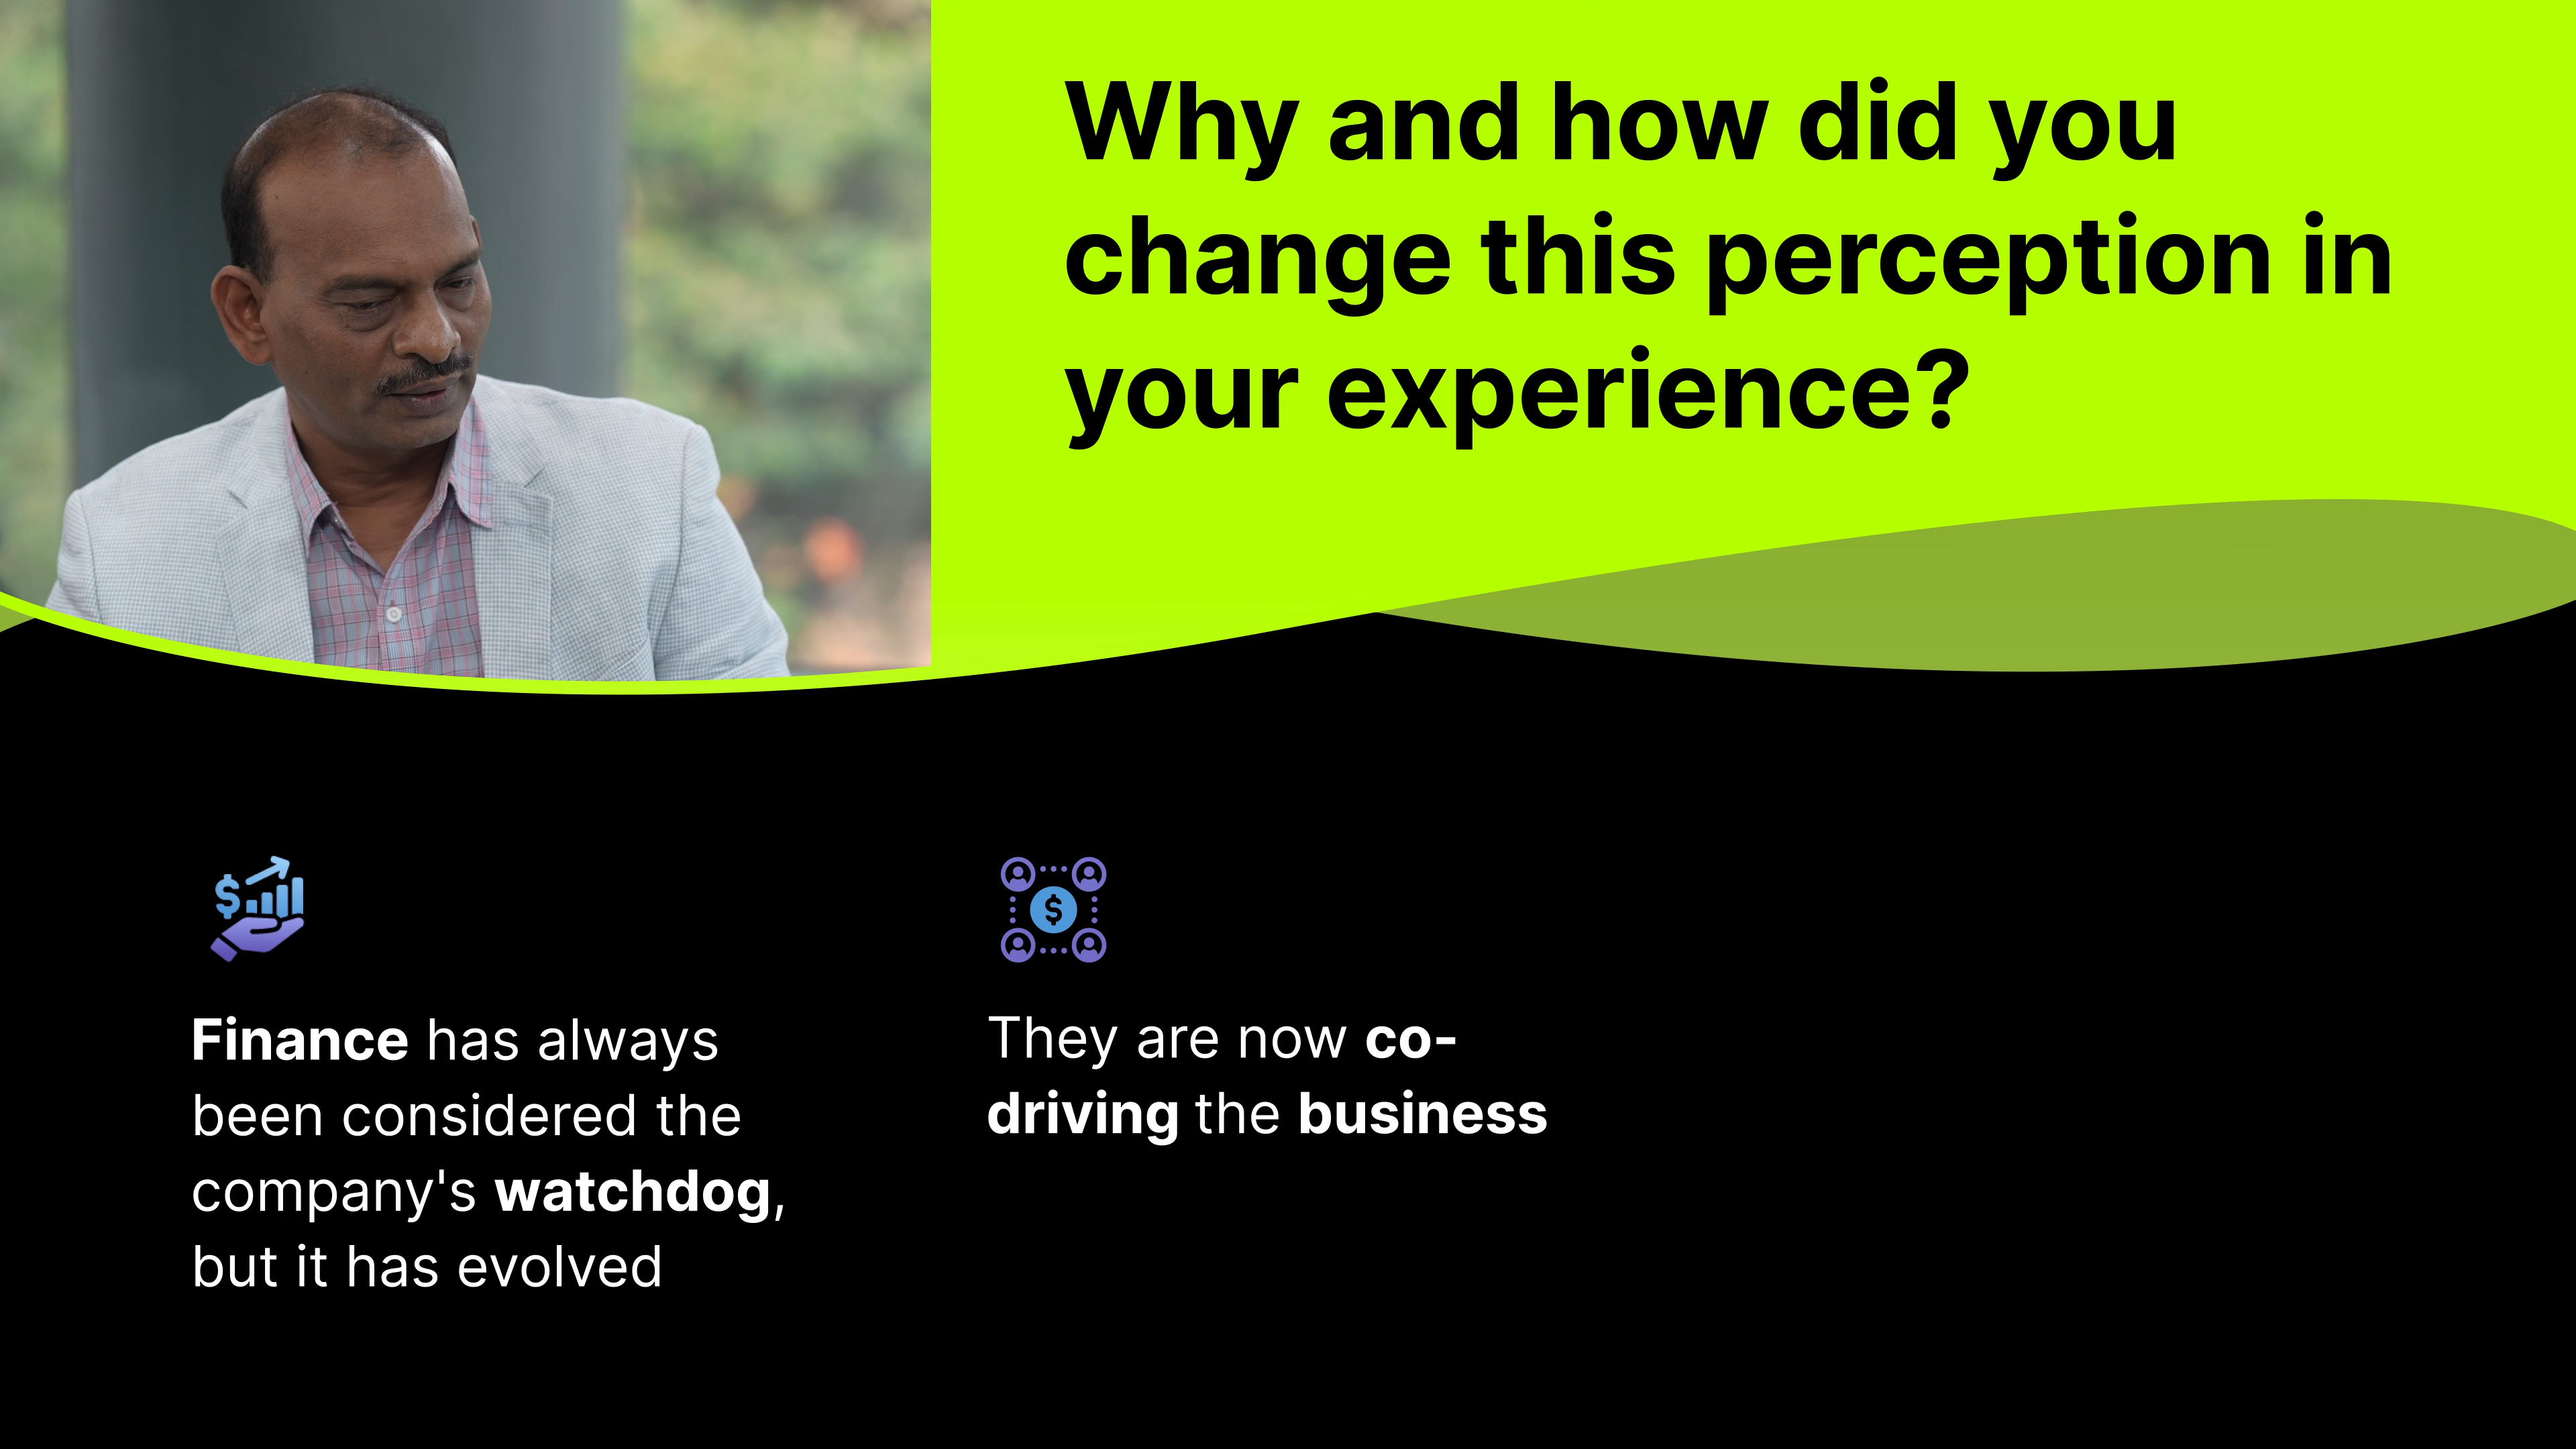 Why and how did you
change this perception in
your experience?
Finance has always
been considered the
company's watchdog,
but it has evolved
They are now co-
driving the business